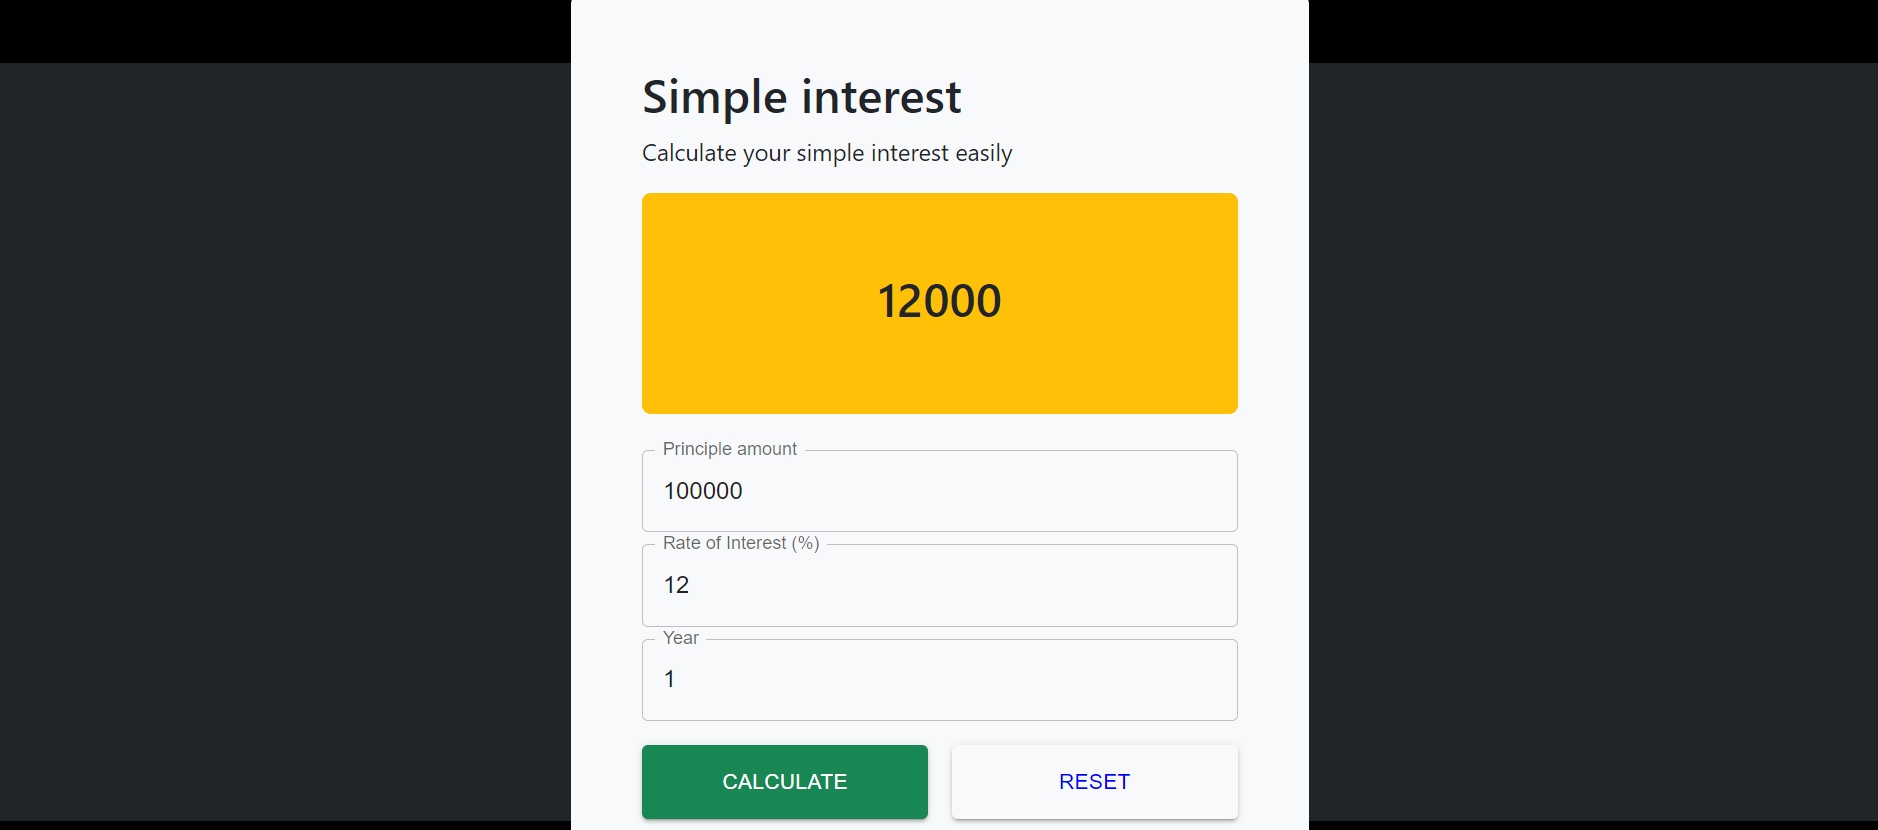 Simple interest
Calculate your simple interest easily
12000
Principle amount
100000
Rate of Interest (%)
12
Year
1
CALCULATE
RESET